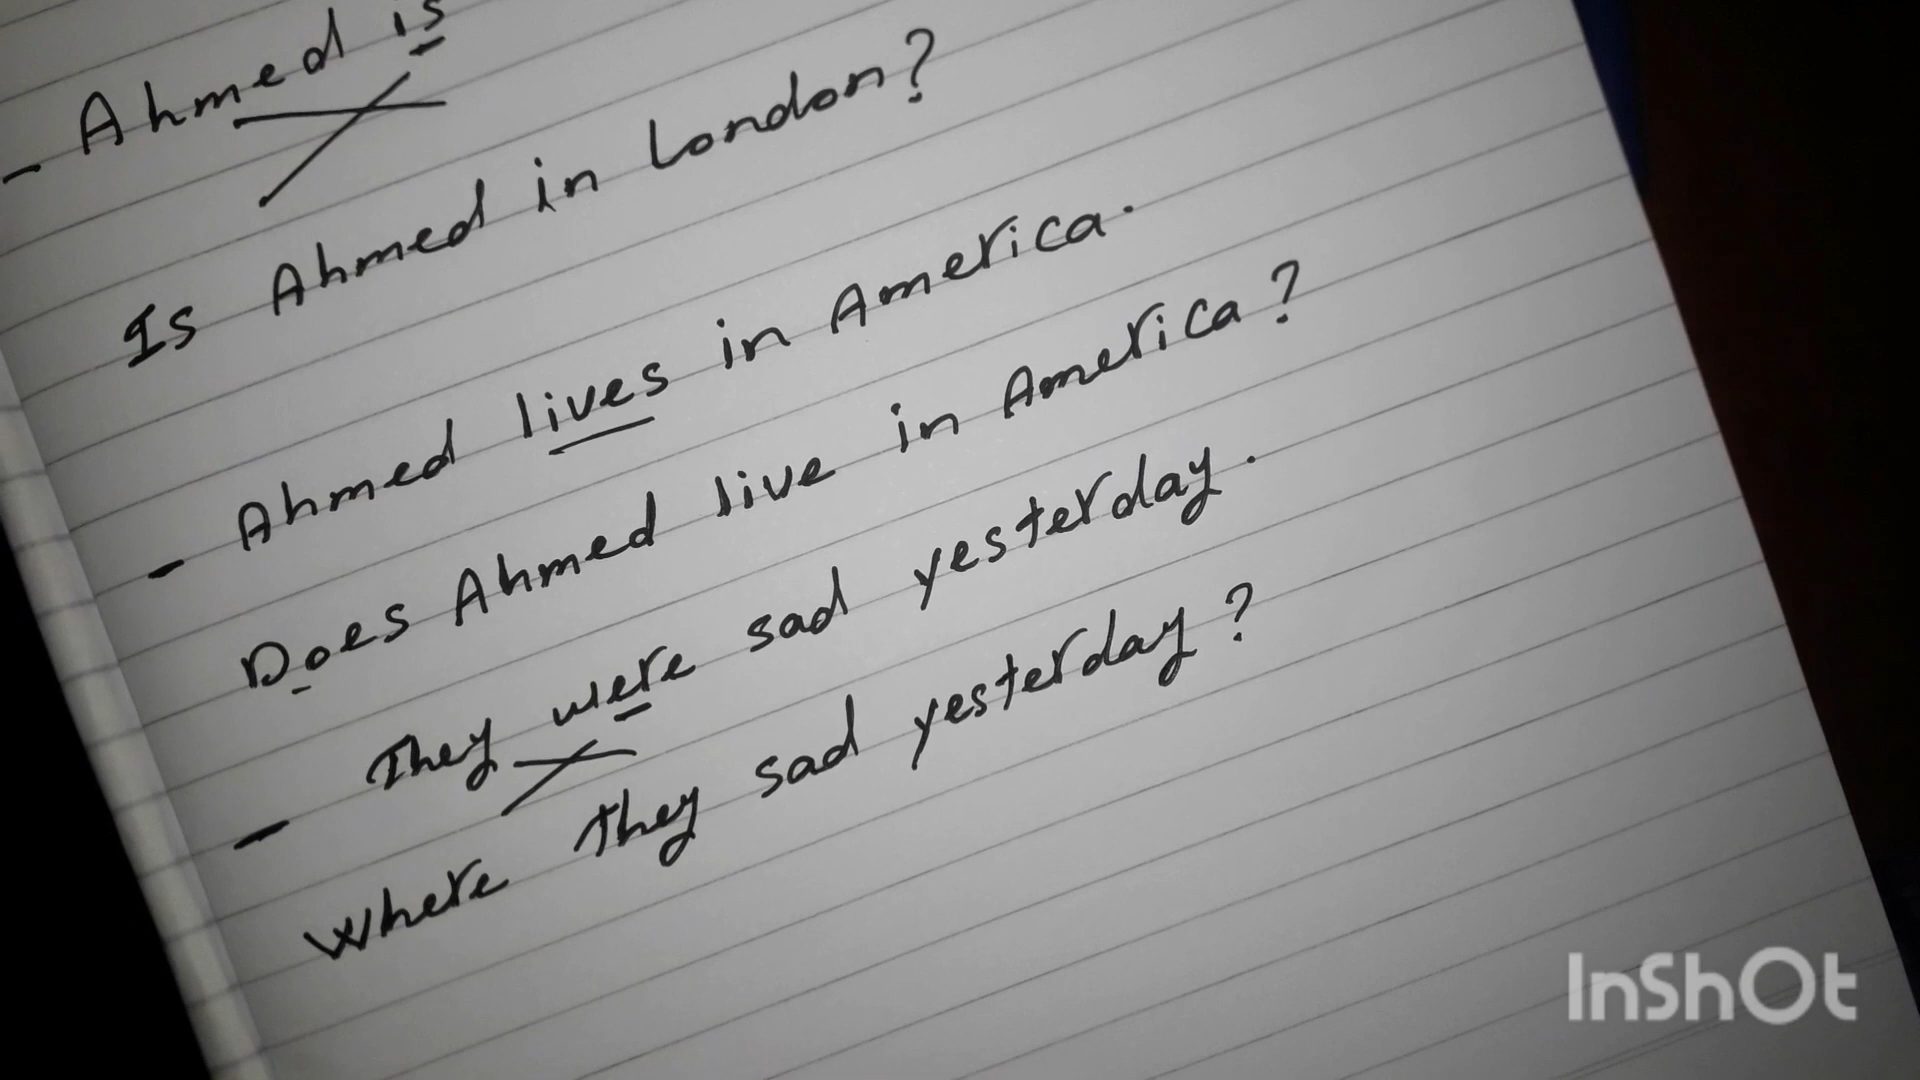 - Ahmed is
Is Ahmed in London?
- Ahmed lives in America.
Does Ahmed live in America?
- They were sad yesterday.
Where they sad yesterday?
InShOt